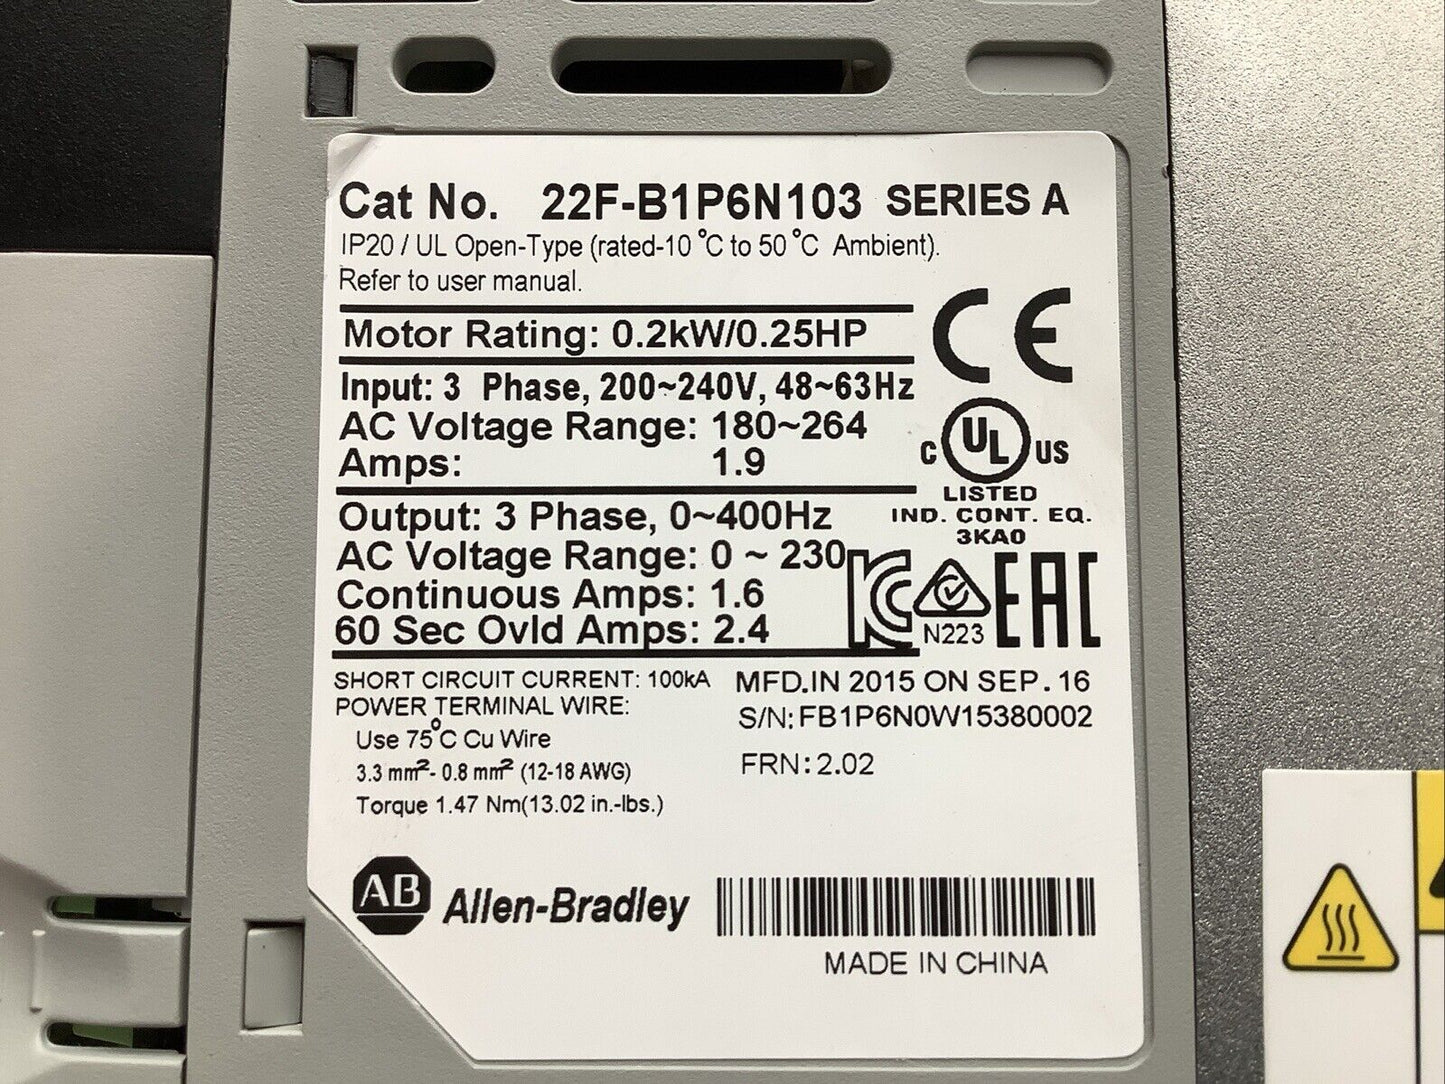 Cat No. 22F-B1P6N103 SERIES A
IP20 / UL Open-Type (rated-10 °C to 50 °C Ambient).
Refer to user manual.
Motor Rating: 0.2kW/0.25HP
Input: 3 Phase, 200~240V, 48~63Hz
AC Voltage Range: 180~264
Amps: 1.9
CE
C UL US
LISTED
IND. CONT. EQ.
3KA0
Output: 3 Phase, 0~400Hz
AC Voltage Range: 0 ~ 230
Continuous Amps: 1.6
60 Sec Ovld Amps: 2.4
KC
N223
EAC
SHORT CIRCUIT CURRENT: 100kA
POWER TERMINAL WIRE:
Use 75°C Cu Wire
3.3 mm²- 0.8 mm² (12-18 AWG)
Torque 1.47 Nm(13.02 in.-lbs.)
MFD.IN 2015 ON SEP. 16
S/N: FB1P6N0W15380002
FRN: 2.02
AB Allen-Bradley
MADE IN CHINA